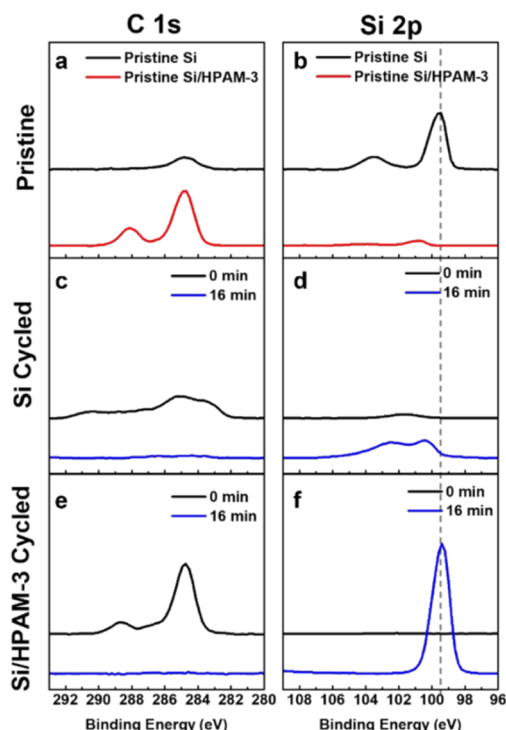 C 1s
Si 2p
Pristine
a
Pristine Si
Pristine Si/HPAM-3
b
Pristine Si
Pristine Si/HPAM-3
Si Cycled
c
0 min
16 min
d
0 min
16 min
Si/HPAM-3 Cycled
e
0 min
16 min
f
0 min
16 min
292 290 288 286 284 282 280
108 106 104 102 100 98 96
Binding Energy (eV)
Binding Energy (eV)